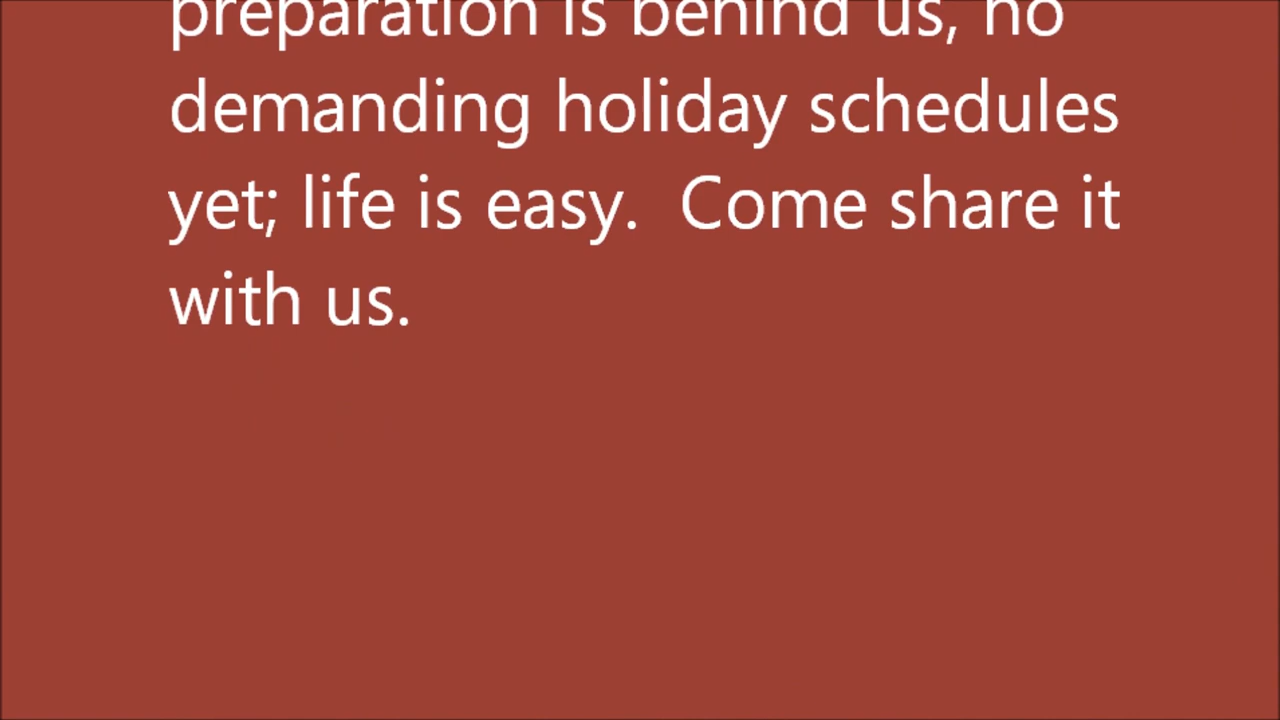 preparation is behind us, no
demanding holiday schedules
yet; life is easy.  Come share it
with us.